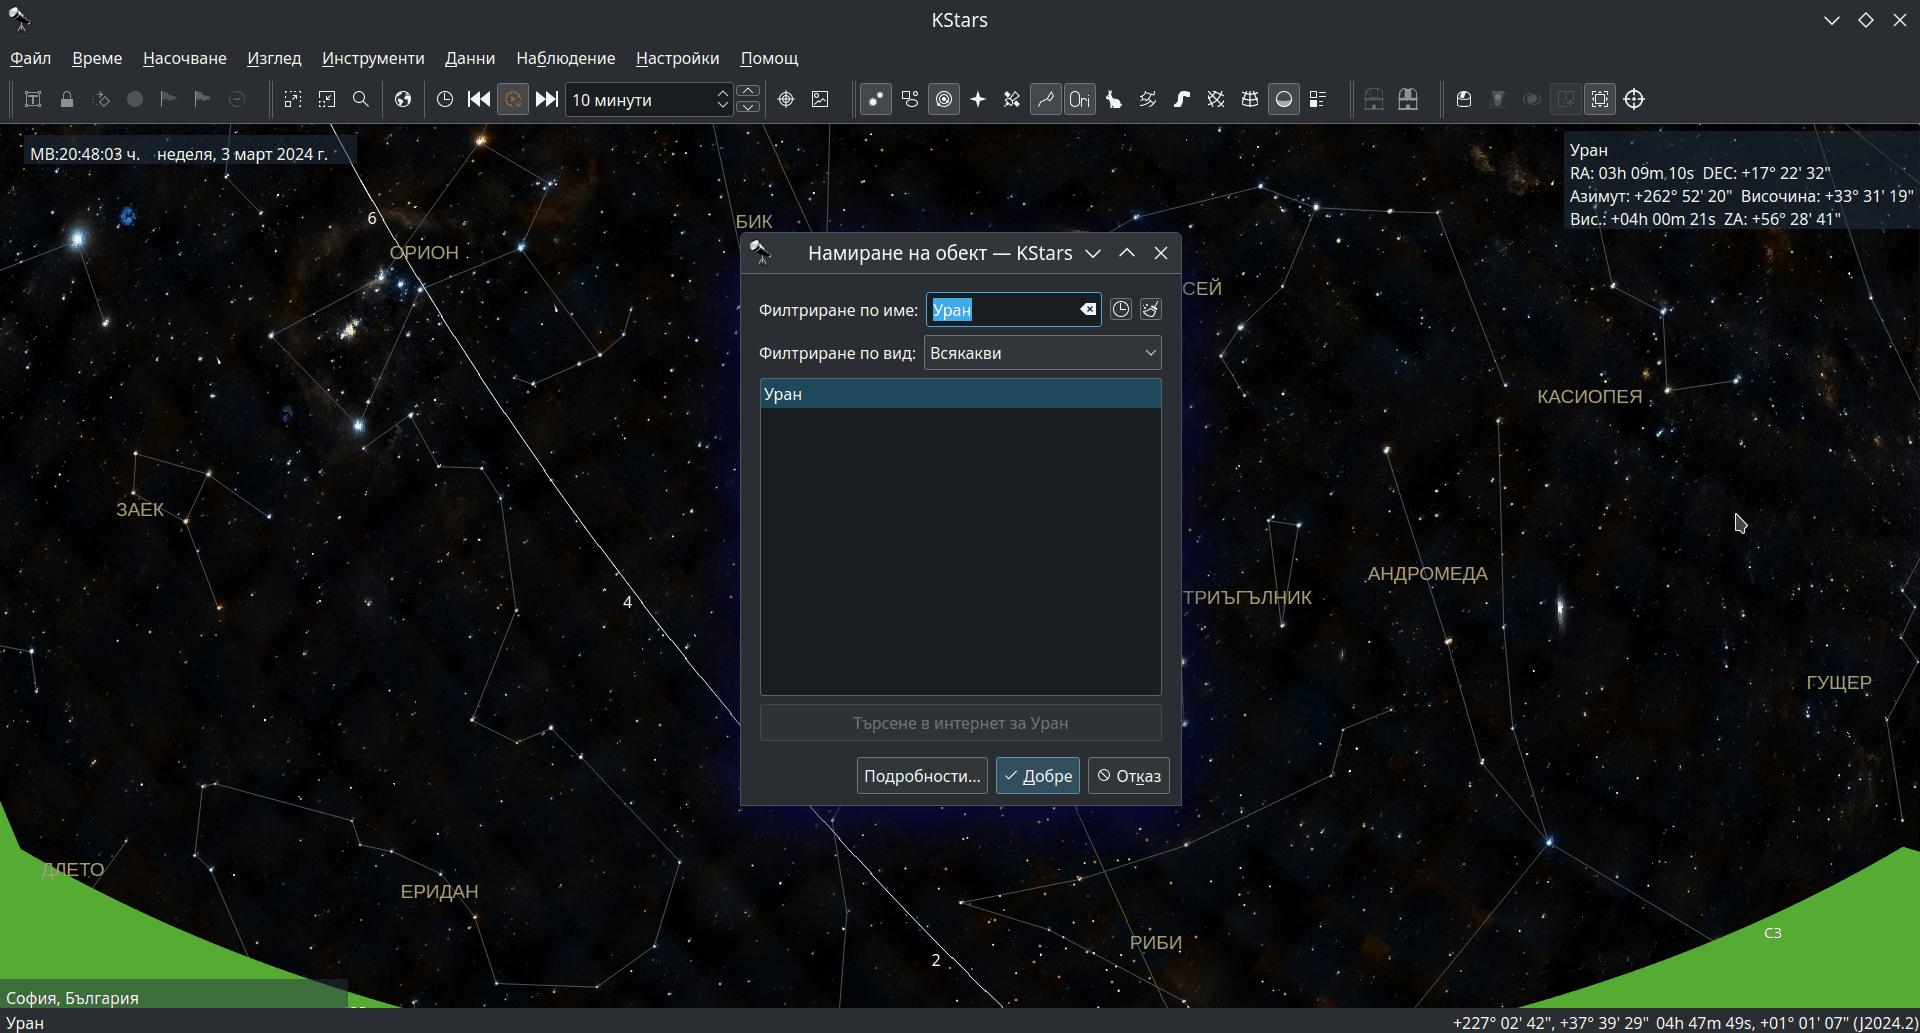 KStars
Файл Време Насочване Изглед Инструменти Данни Наблюдение Настройки Помощ
10 минути
Ori
МВ:20:48:03 ч. неделя, 3 март 2024 г.
Уран
RA: 03h 09m 10s DEC: +17° 22' 32"
Азимут: +262° 52' 20" Височина: +33° 31' 19"
Вис.: +04h 00m 21s ZA: +56° 28' 41"
6
БИК
ОРИОН
Намиране на обект — KStars
СЕЙ
Филтриране по име: Уран
Филтриране по вид: Всякакви
Уран
КАСИОПЕЯ
ЗАЕК
АНДРОМЕДА
4
ТРИЪГЪЛНИК
ГУЩЕР
Търсене в интернет за Уран
Подробности... Добре Отказ
ДЛЕТО
ЕРИДАН
СЗ
РИБИ
2
София, България
Уран
+227° 02' 42", +37° 39' 29" 04h 47m 49s, +01° 01' 07" (J2024.2)